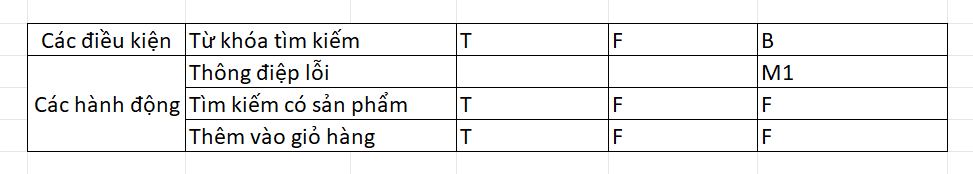 Các điều kiện Từ khóa tìm kiếm T F B
Thông điệp lỗi M1
Các hành động Tìm kiếm có sản phẩm T F F
Thêm vào giỏ hàng T F F